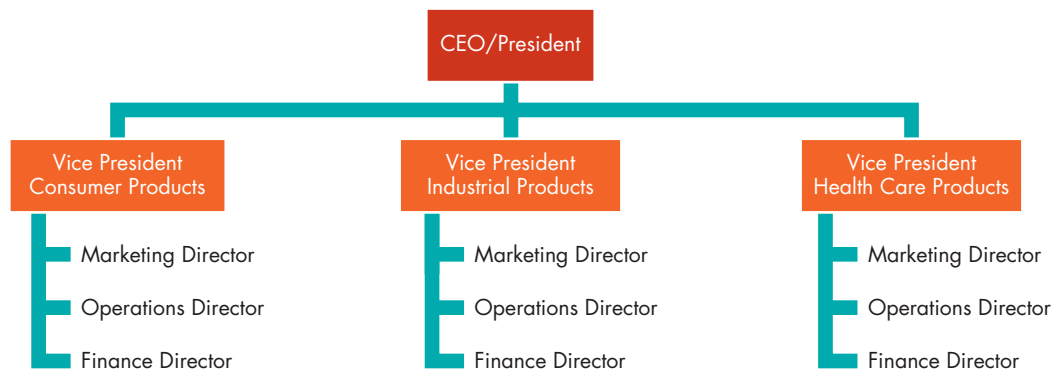 CEO/President
Vice President
Consumer Products
Vice President
Industrial Products
Vice President
Health Care Products
Marketing Director
Operations Director
Finance Director
Marketing Director
Operations Director
Finance Director
Marketing Director
Operations Director
Finance Director